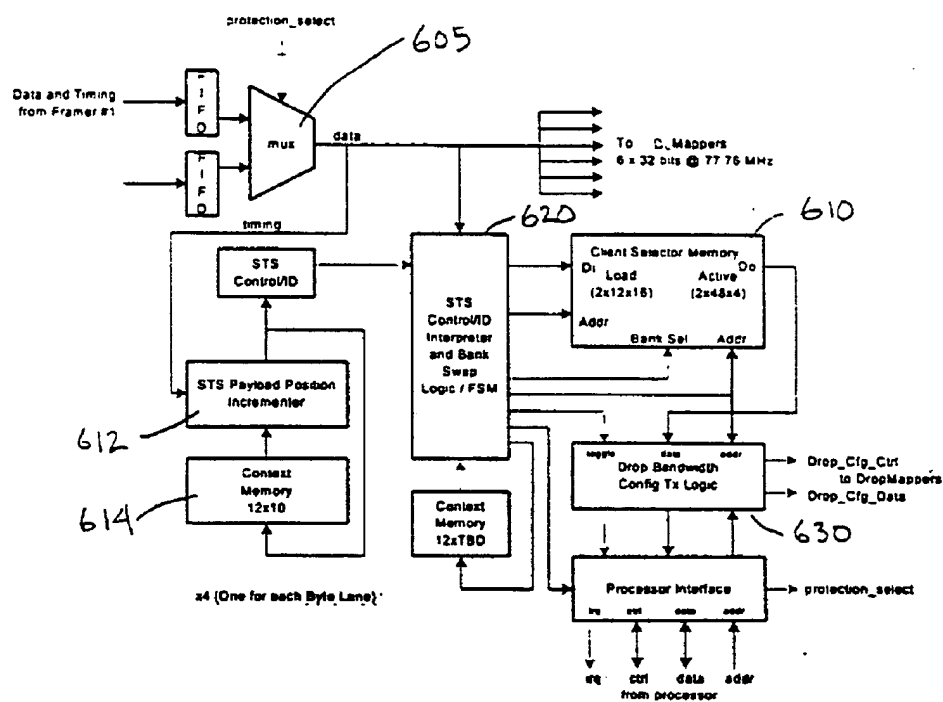 protection_select
605
Data and Timing
from Framer #1
FIFO
mux
data
FIFO
To Mappers
6 x 32 bits @ 77.76 MHz
timing
620
610
STS
Control/ID
STS
Control/ID
Interpreter
and Bank
Swap
Logic / FSM
Client Selector Memory
Di
Do
Load
(2x12x16)
Active
(2x48x4)
Addr
Bank Sel
Addr
STS Payload Position
Incrementer
612
Context
Memory
12x10
614
Context
Memory
12xTBD
toggle
data
addr
Drop Bandwidth
Config Tx Logic
Drop_Cfg_Ctrl
to DropMappers
Drop_Cfg_Data
630
x4 (One for each Byte Lane)
Processor Interface
irq
ctrl
data
addr
protection_select
irq
ctrl
data
addr
from processor